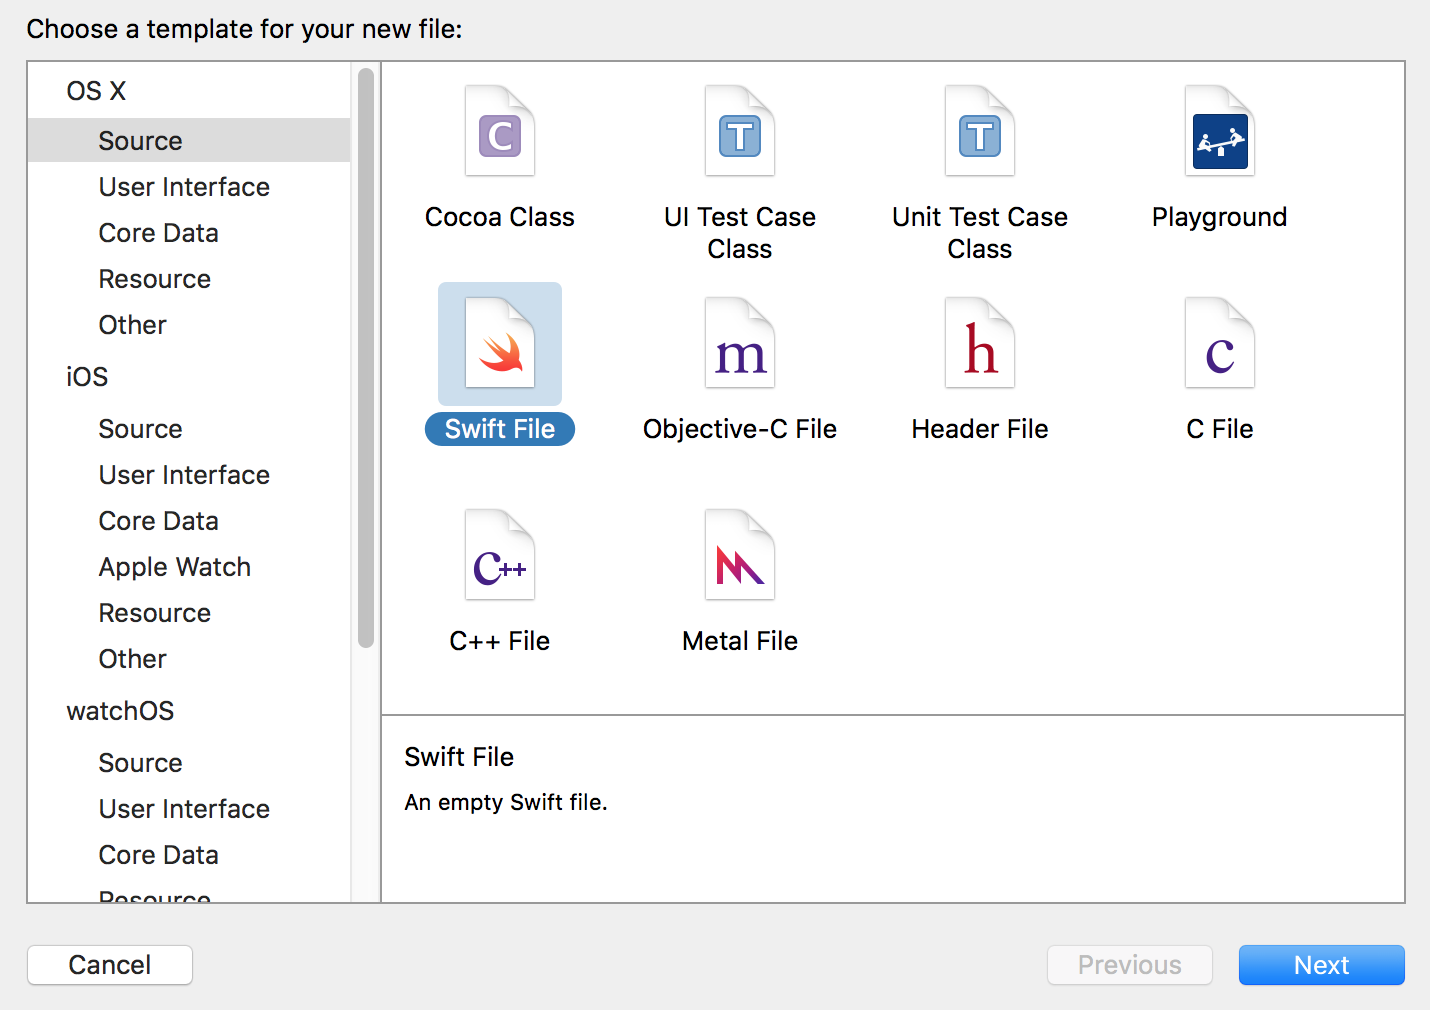 Choose a template for your new file:
OS X
Source
User Interface
Core Data
Resource
Other
iOS
Source
User Interface
Core Data
Apple Watch
Resource
Other
watchOS
Source
User Interface
Core Data
Resource
C
T
T
Cocoa Class
UI Test Case
Class
Unit Test Case
Class
Playground
m
h
c
Swift File
Objective-C File
Header File
C File
C++
C++ File
Metal File
Swift File
An empty Swift file.
Cancel
Previous
Next